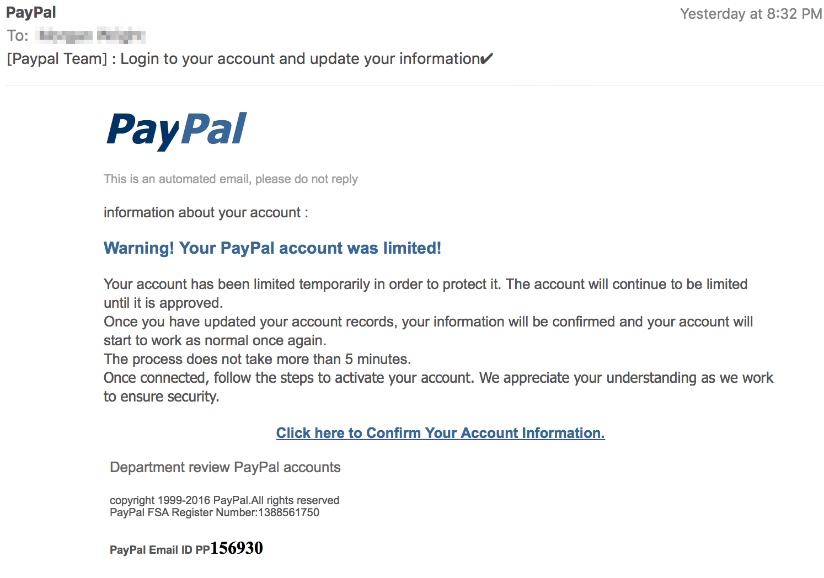 PayPal
Yesterday at 8:32 PM
To:
[Paypal Team] : Login to your account and update your information✔
PayPal
This is an automated email, please do not reply
information about your account :
Warning! Your PayPal account was limited!
Your account has been limited temporarily in order to protect it. The account will continue to be limited
until it is approved.
Once you have updated your account records, your information will be confirmed and your account will
start to work as normal once again.
The process does not take more than 5 minutes.
Once connected, follow the steps to activate your account. We appreciate your understanding as we work
to ensure security.
Click here to Confirm Your Account Information.
Department review PayPal accounts
copyright 1999-2016 PayPal.All rights reserved
PayPal FSA Register Number:1388561750
PayPal Email ID PP156930